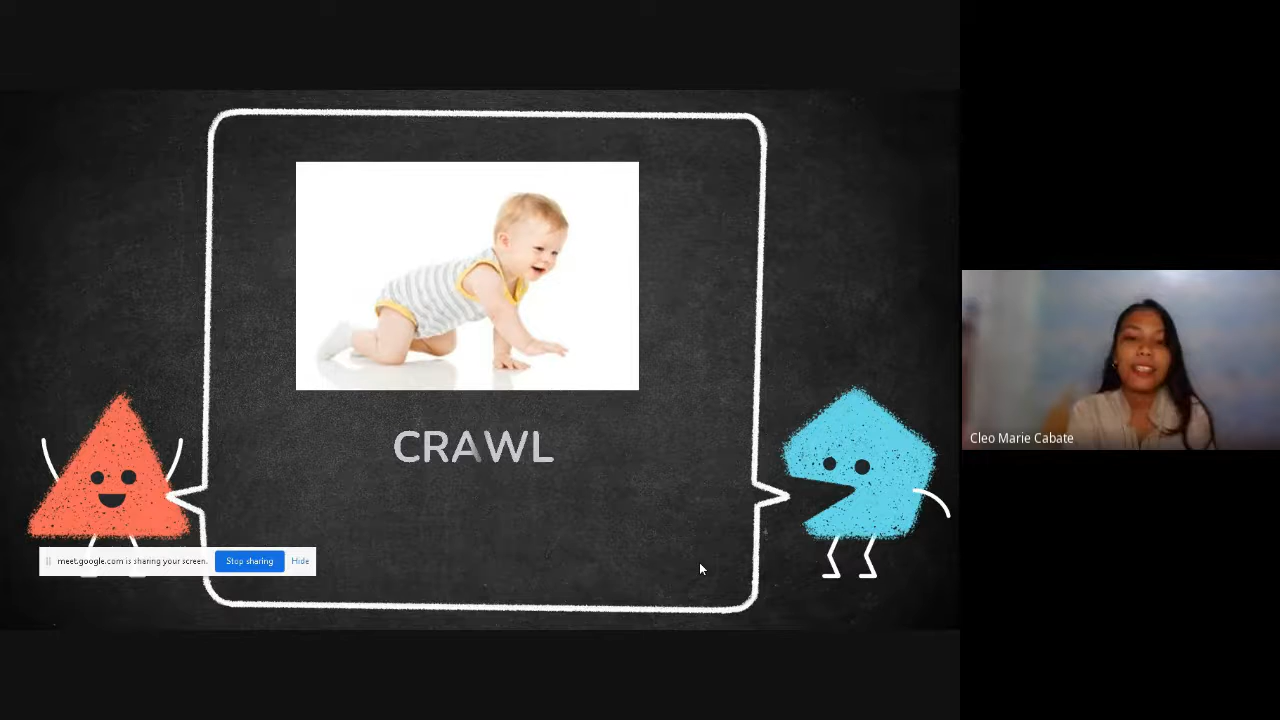 CRAWL
meet.google.com is sharing your screen.
Stop sharing
Hide
Cleo Marie Cabate